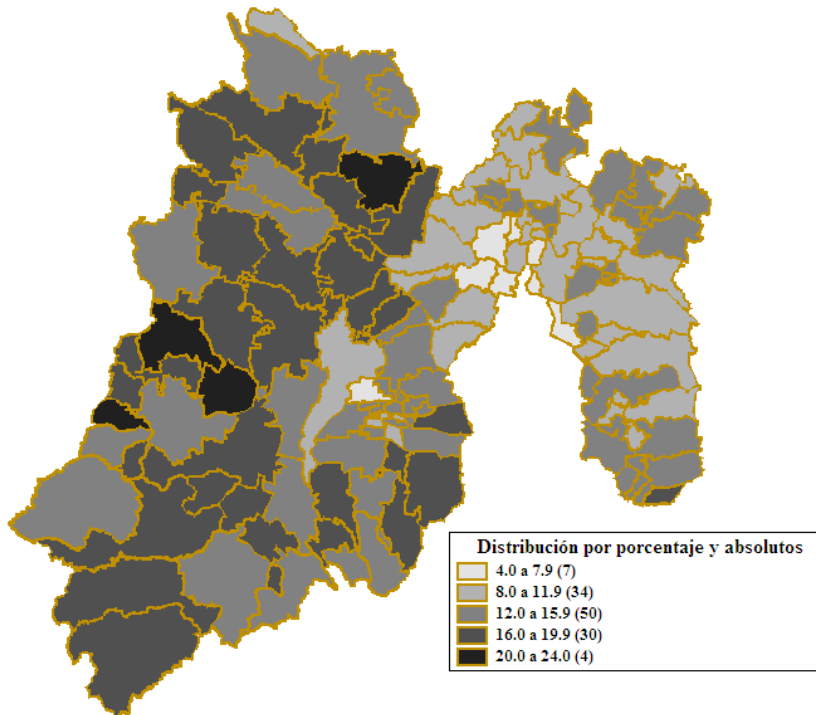 Distribución por porcentaje y absolutos
4.0 a 7.9 (7)
8.0 a 11.9 (34)
12.0 a 15.9 (50)
16.0 a 19.9 (30)
20.0 a 24.0 (4)